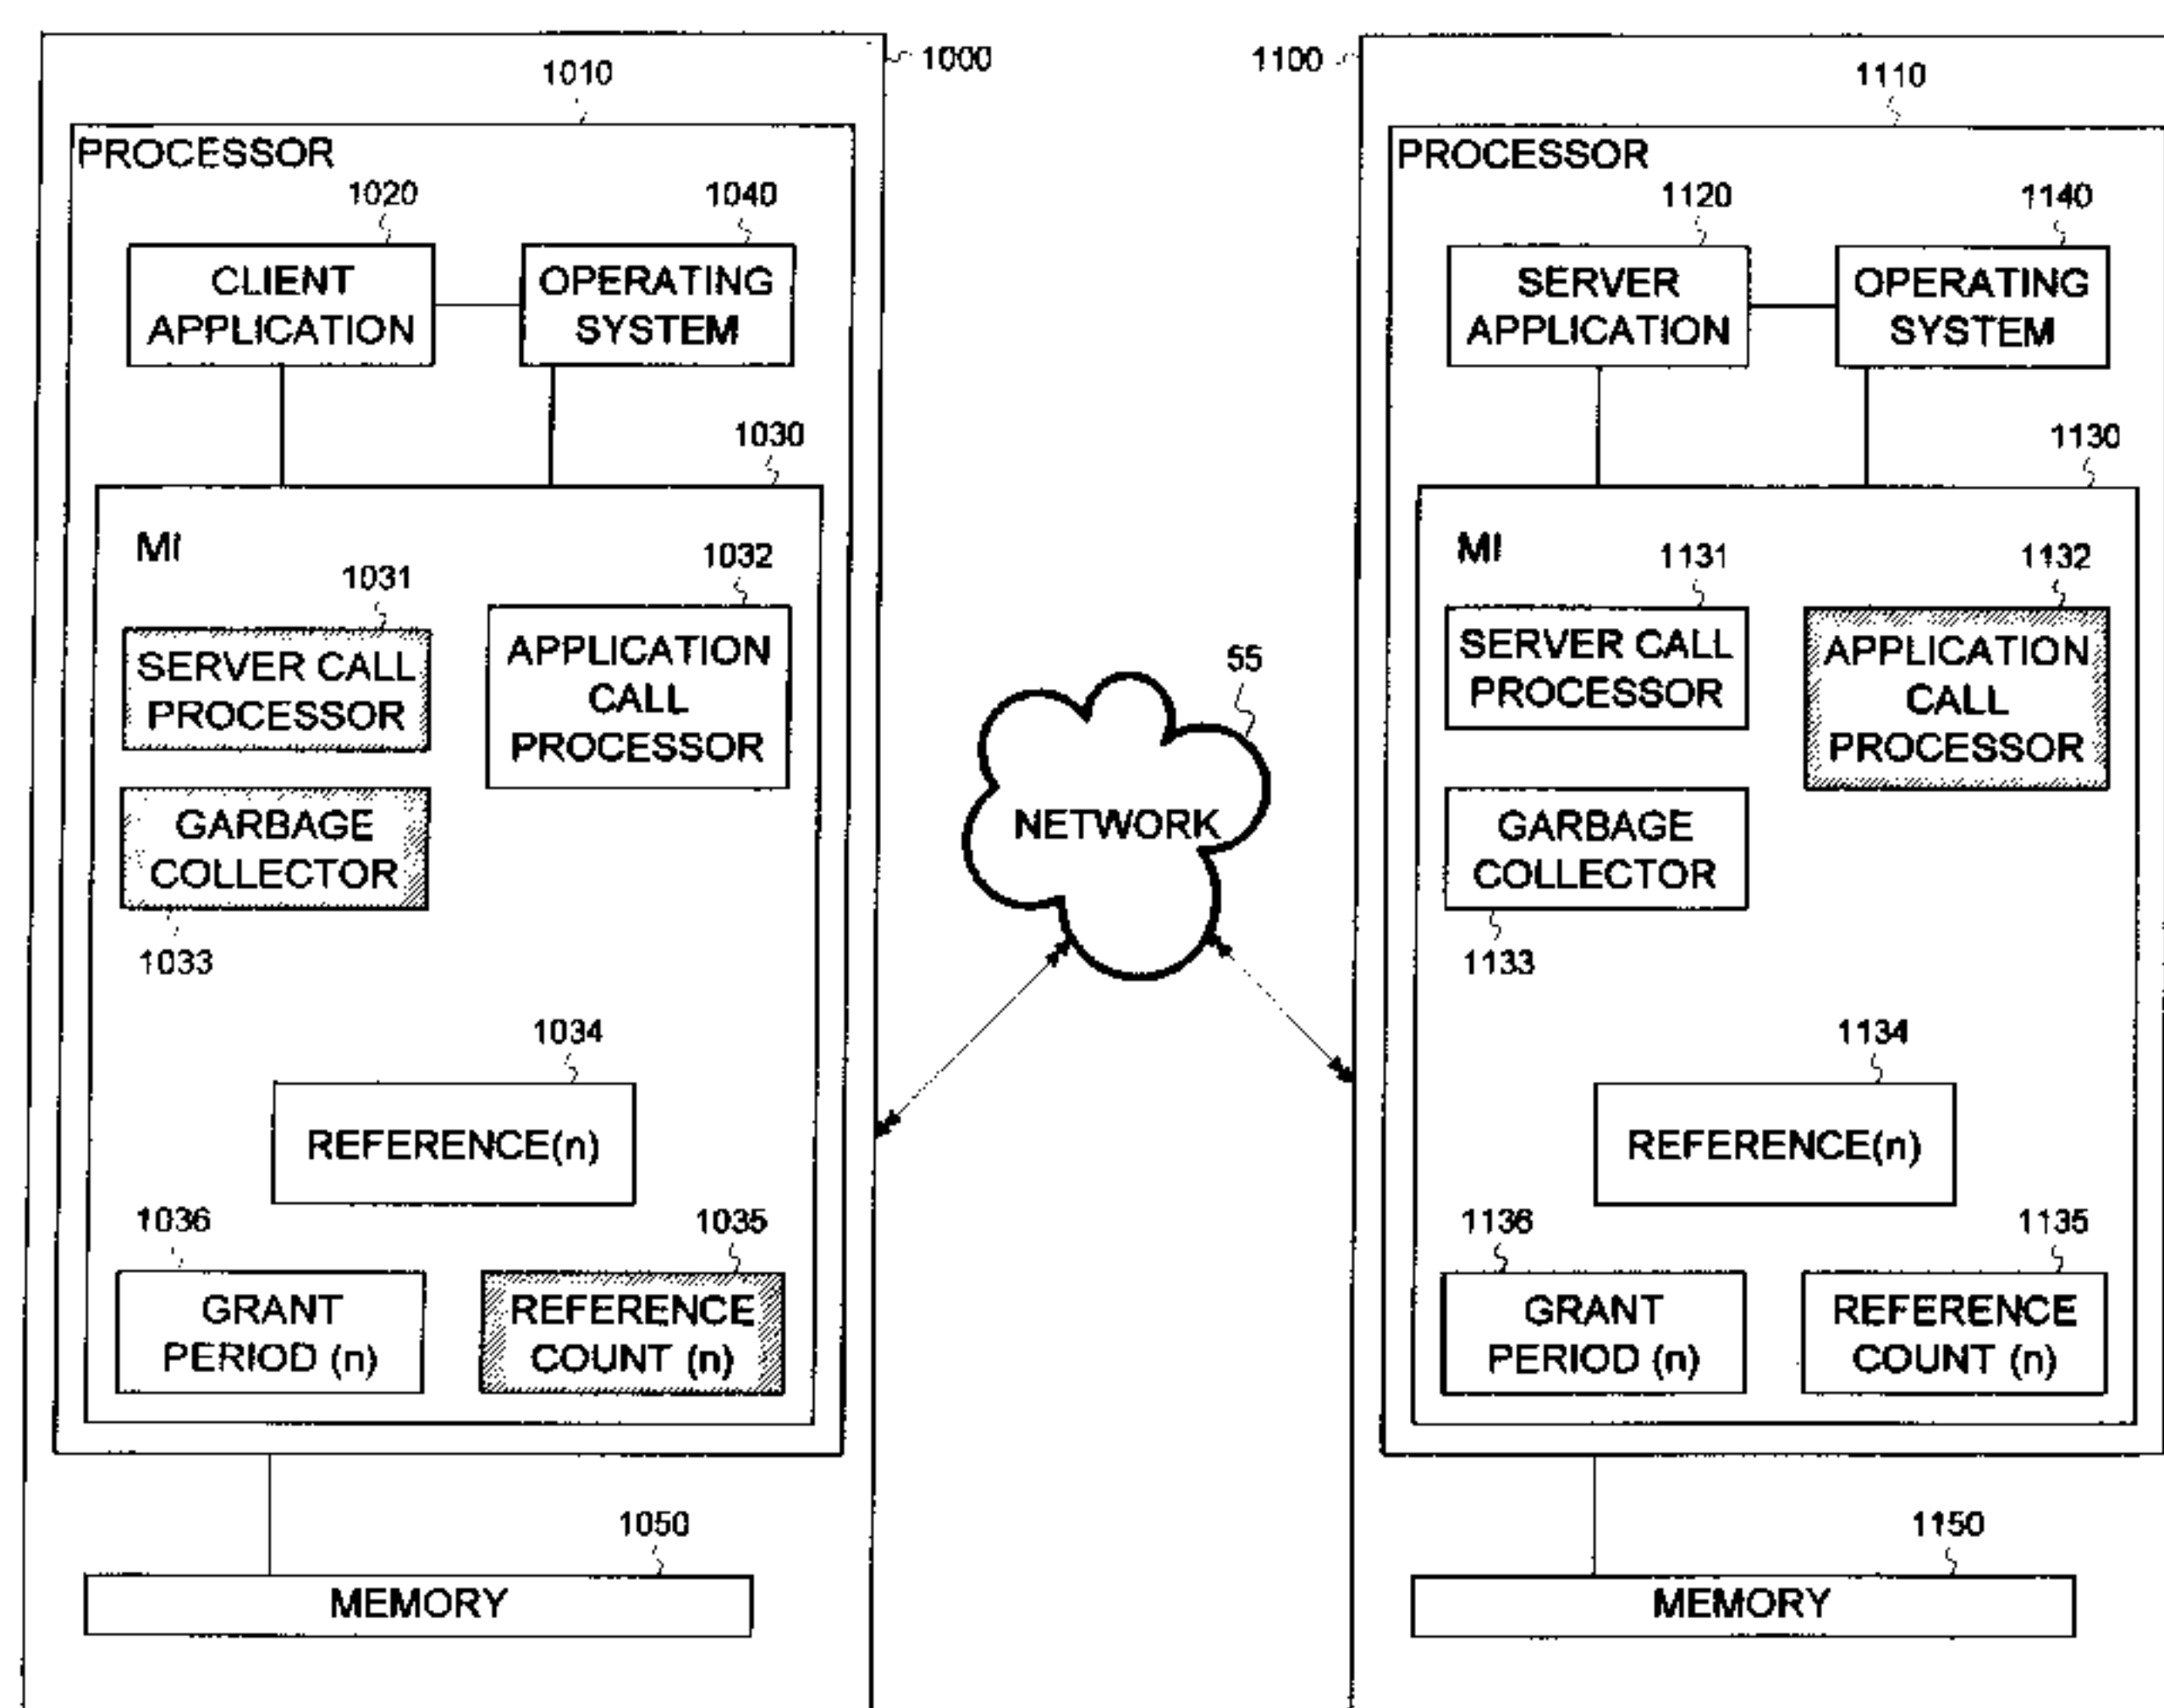 1000
1010
PROCESSOR
1020
1040
CLIENT
APPLICATION
OPERATING
SYSTEM
1030
MI
1031
1032
SERVER CALL
PROCESSOR
APPLICATION
CALL
PROCESSOR
GARBAGE
COLLECTOR
1033
1034
REFERENCE(n)
1036
1035
GRANT
PERIOD (n)
REFERENCE
COUNT (n)
1050
MEMORY
55
NETWORK
1100
1110
PROCESSOR
1120
1140
SERVER
APPLICATION
OPERATING
SYSTEM
1130
MI
1131
1132
SERVER CALL
PROCESSOR
APPLICATION
CALL
PROCESSOR
GARBAGE
COLLECTOR
1133
1134
REFERENCE(n)
1136
1135
GRANT
PERIOD (n)
REFERENCE
COUNT (n)
1150
MEMORY